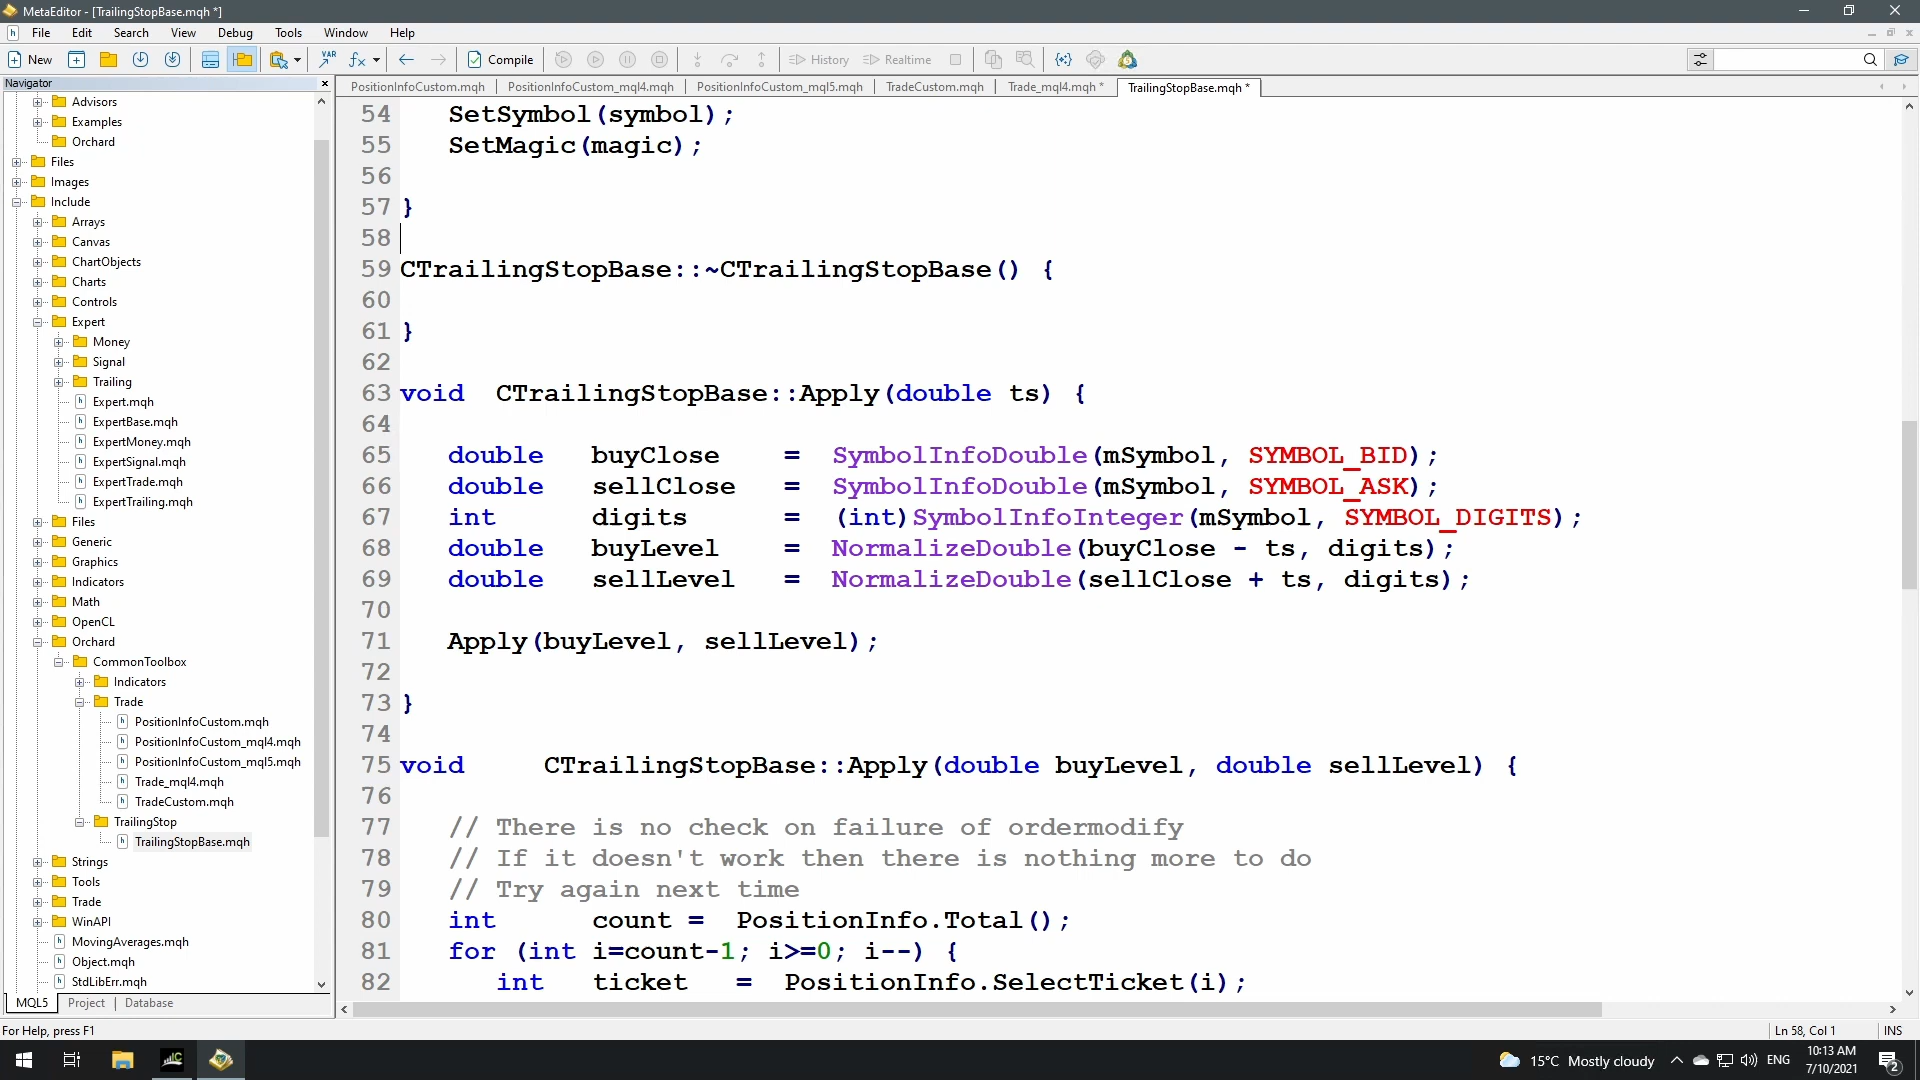 MetaEditor - [TrailingStopBase.mqh *]
File Edit Search View Debug Tools Window Help
New Compile History Realtime
Navigator
Advisors
Examples
Orchard
Files
Images
Include
Arrays
Canvas
ChartObjects
Charts
Controls
Expert
Money
Signal
Trailing
Expert.mqh
ExpertBase.mqh
ExpertMoney.mqh
ExpertSignal.mqh
ExpertTrade.mqh
ExpertTrailing.mqh
Files
Generic
Graphics
Indicators
Math
OpenCL
Orchard
CommonToolbox
Indicators
Trade
PositionInfoCustom.mqh
PositionInfoCustom_mql4.mqh
PositionInfoCustom_mql5.mqh
Trade_mql4.mqh
TradeCustom.mqh
TrailingStop
TrailingStopBase.mqh
Strings
Tools
Trade
WinAPI
MovingAverages.mqh
Object.mqh
StdLibErr.mqh
MQL5 Project Database
PositionInfoCustom.mqh PositionInfoCustom_mql4.mqh PositionInfoCustom_mql5.mqh TradeCustom.mqh Trade_mql4.mqh * TrailingStopBase.mqh *
54 SetSymbol(symbol);
55 SetMagic(magic);
56
57 }
58
59 CTrailingStopBase::~CTrailingStopBase() {
60
61 }
62
63 void CTrailingStopBase::Apply(double ts) {
64
65 double buyClose = SymbolInfoDouble(mSymbol, SYMBOL_BID);
66 double sellClose = SymbolInfoDouble(mSymbol, SYMBOL_ASK);
67 int digits = (int)SymbolInfoInteger(mSymbol, SYMBOL_DIGITS);
68 double buyLevel = NormalizeDouble(buyClose - ts, digits);
69 double sellLevel = NormalizeDouble(sellClose + ts, digits);
70
71 Apply(buyLevel, sellLevel);
72
73 }
74
75 void CTrailingStopBase::Apply(double buyLevel, double sellLevel) {
76
77 // There is no check on failure of ordermodify
78 // If it doesn't work then there is nothing more to do
79 // Try again next time
80 int count = PositionInfo.Total();
81 for (int i=count-1; i>=0; i--) {
82 int ticket = PositionInfo.SelectTicket(i);
For Help, press F1
Ln 58, Col 1 INS
15°C Mostly cloudy ENG 10:13 AM
7/10/2021
2